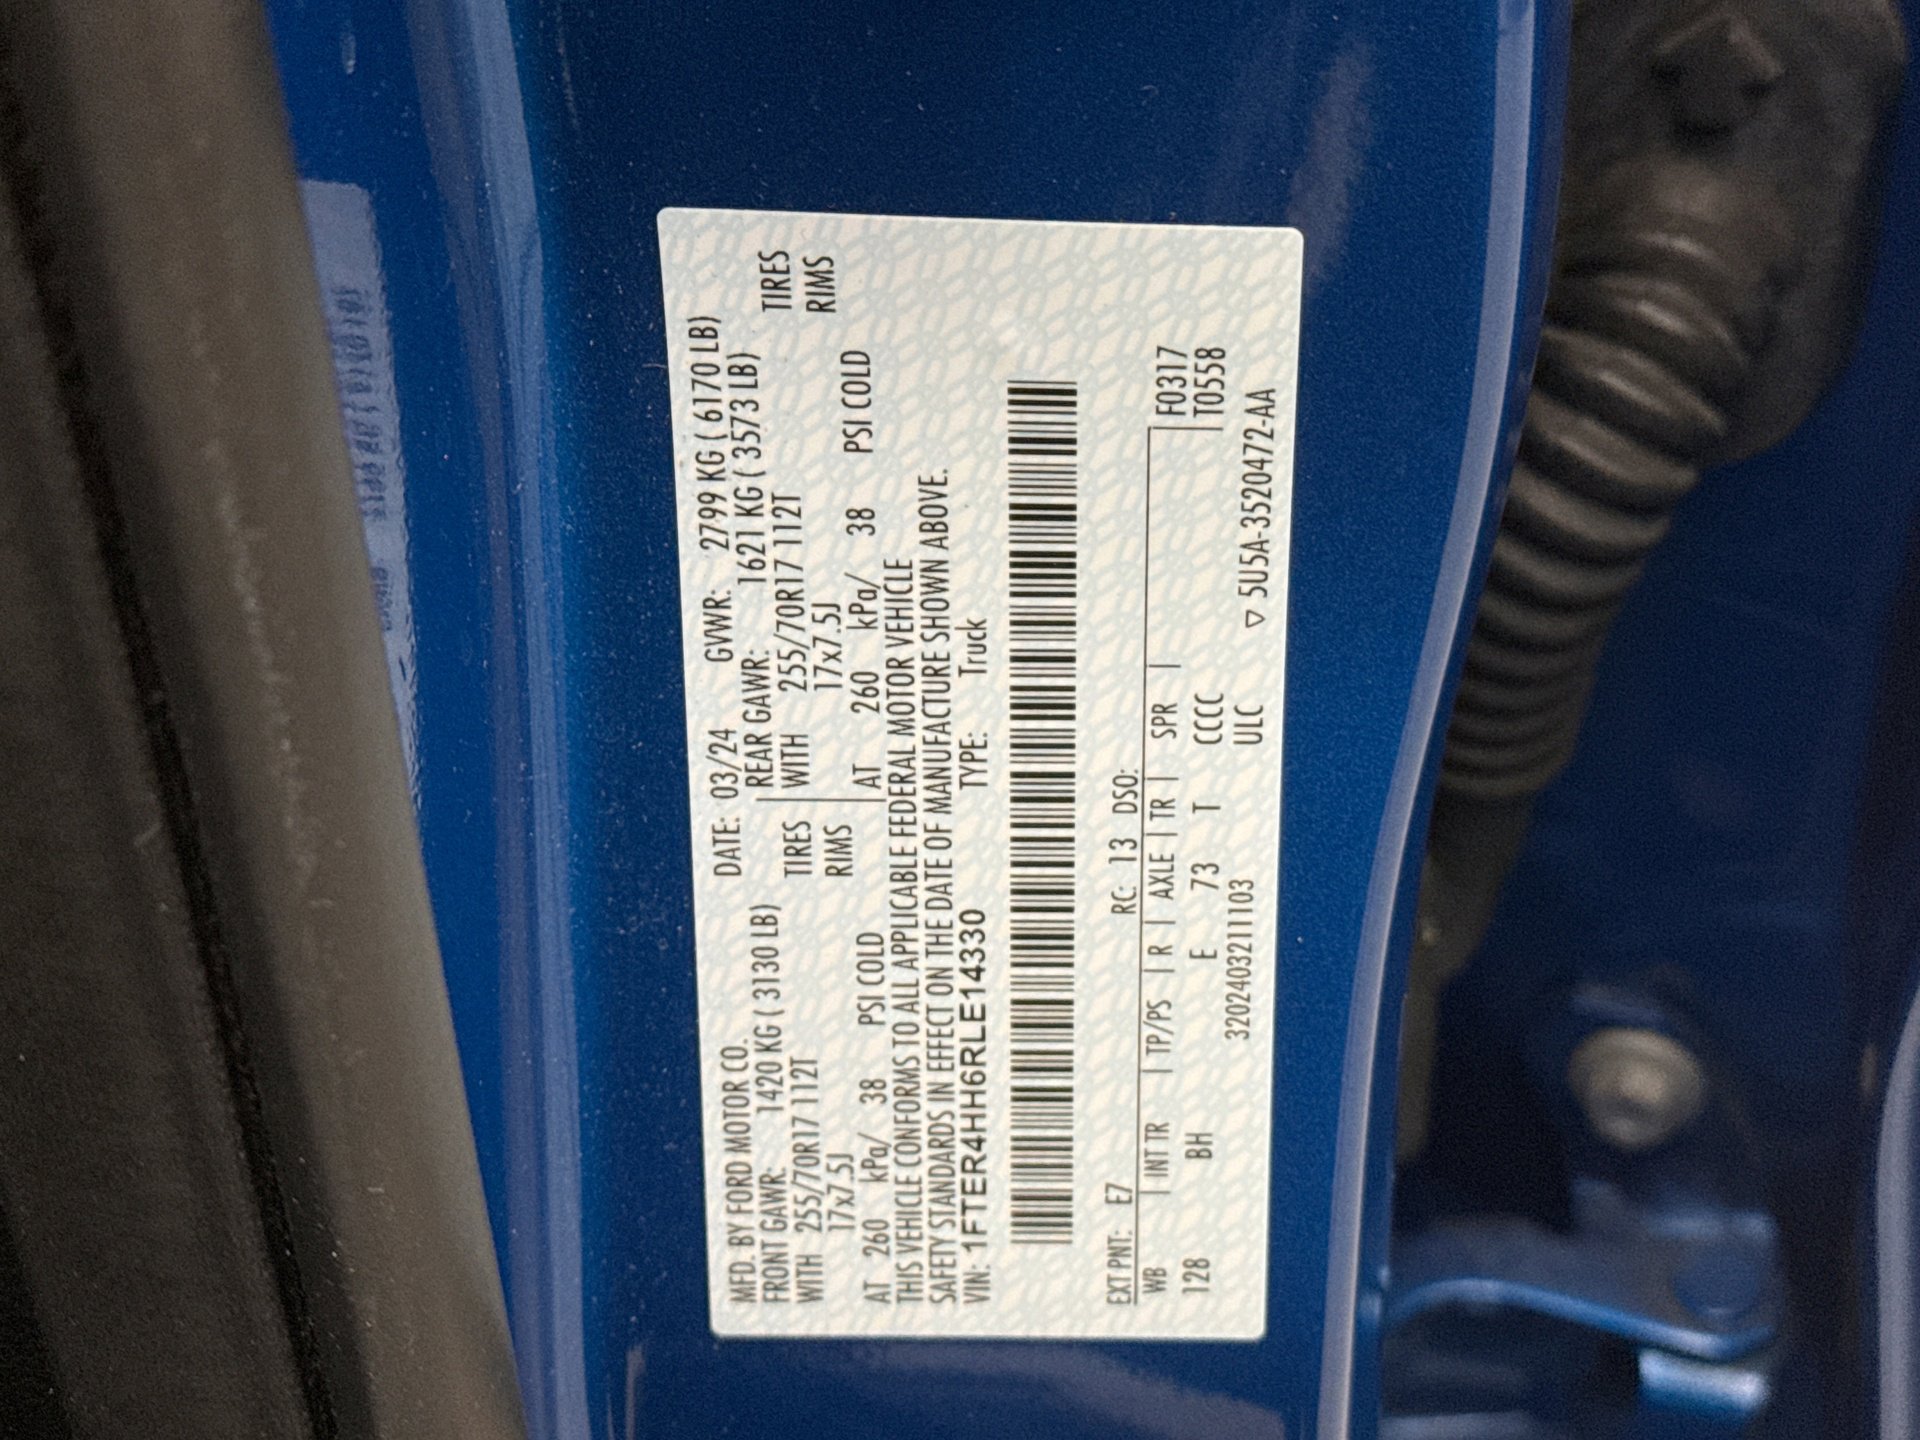 MFD. BY FORD MOTOR CO. DATE: 03/24 GVWR: 2799 KG ( 6170 LB)
FRONT GAWR: 1420 KG ( 3130 LB) REAR GAWR: 1621 KG ( 3573 LB)
WITH 255/70R17 112T TIRES WITH 255/70R17 112T TIRES
17x7.5J RIMS 17x7.5J RIMS
AT 260 kPa/ 38 PSI COLD AT 260 kPa/ 38 PSI COLD
THIS VEHICLE CONFORMS TO ALL APPLICABLE FEDERAL MOTOR VEHICLE
SAFETY STANDARDS IN EFFECT ON THE DATE OF MANUFACTURE SHOWN ABOVE.
VIN: 1FTER4HH6RLE14330 TYPE: Truck
EXT PNT: E7 RC: 13 DSO:
WB | INT TR | TP/PS | R | AXLE | TR | SPR | F0317
128 BH E 73 T CCCC T0558
3202403211103 ULC ▽ 5U5A-3520472-AA